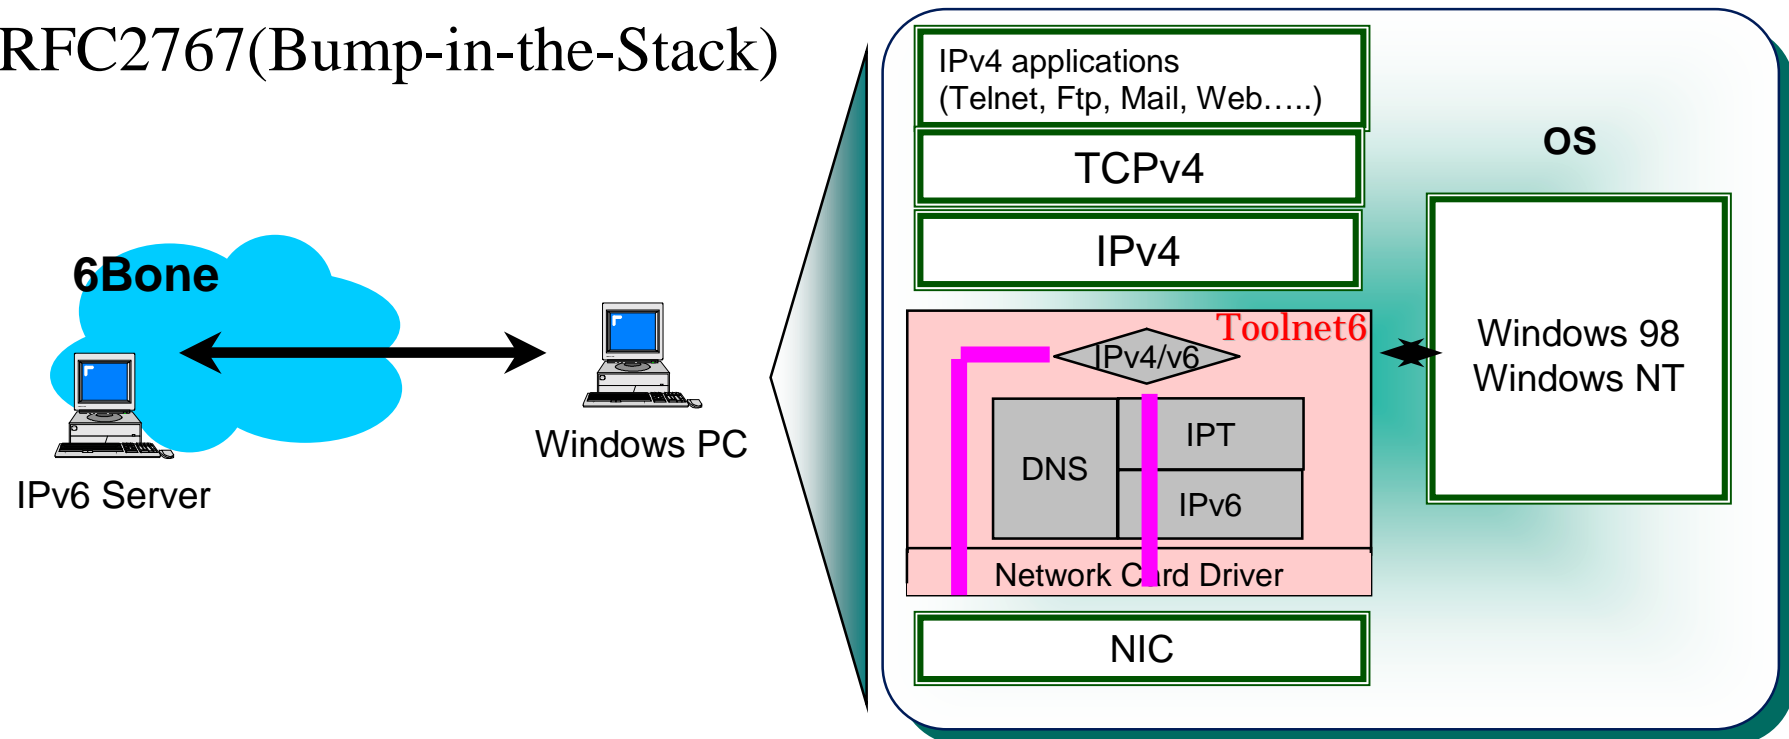 RFC2767(Bump-in-the-Stack)
6Bone
IPv6 Server
Windows PC
IPv4 applications
(Telnet, Ftp, Mail, Web…..)
TCPv4
IPv4
Toolnet6
IPv4/v6
DNS
IPT
IPv6
Network Card Driver
NIC
OS
Windows 98
Windows NT